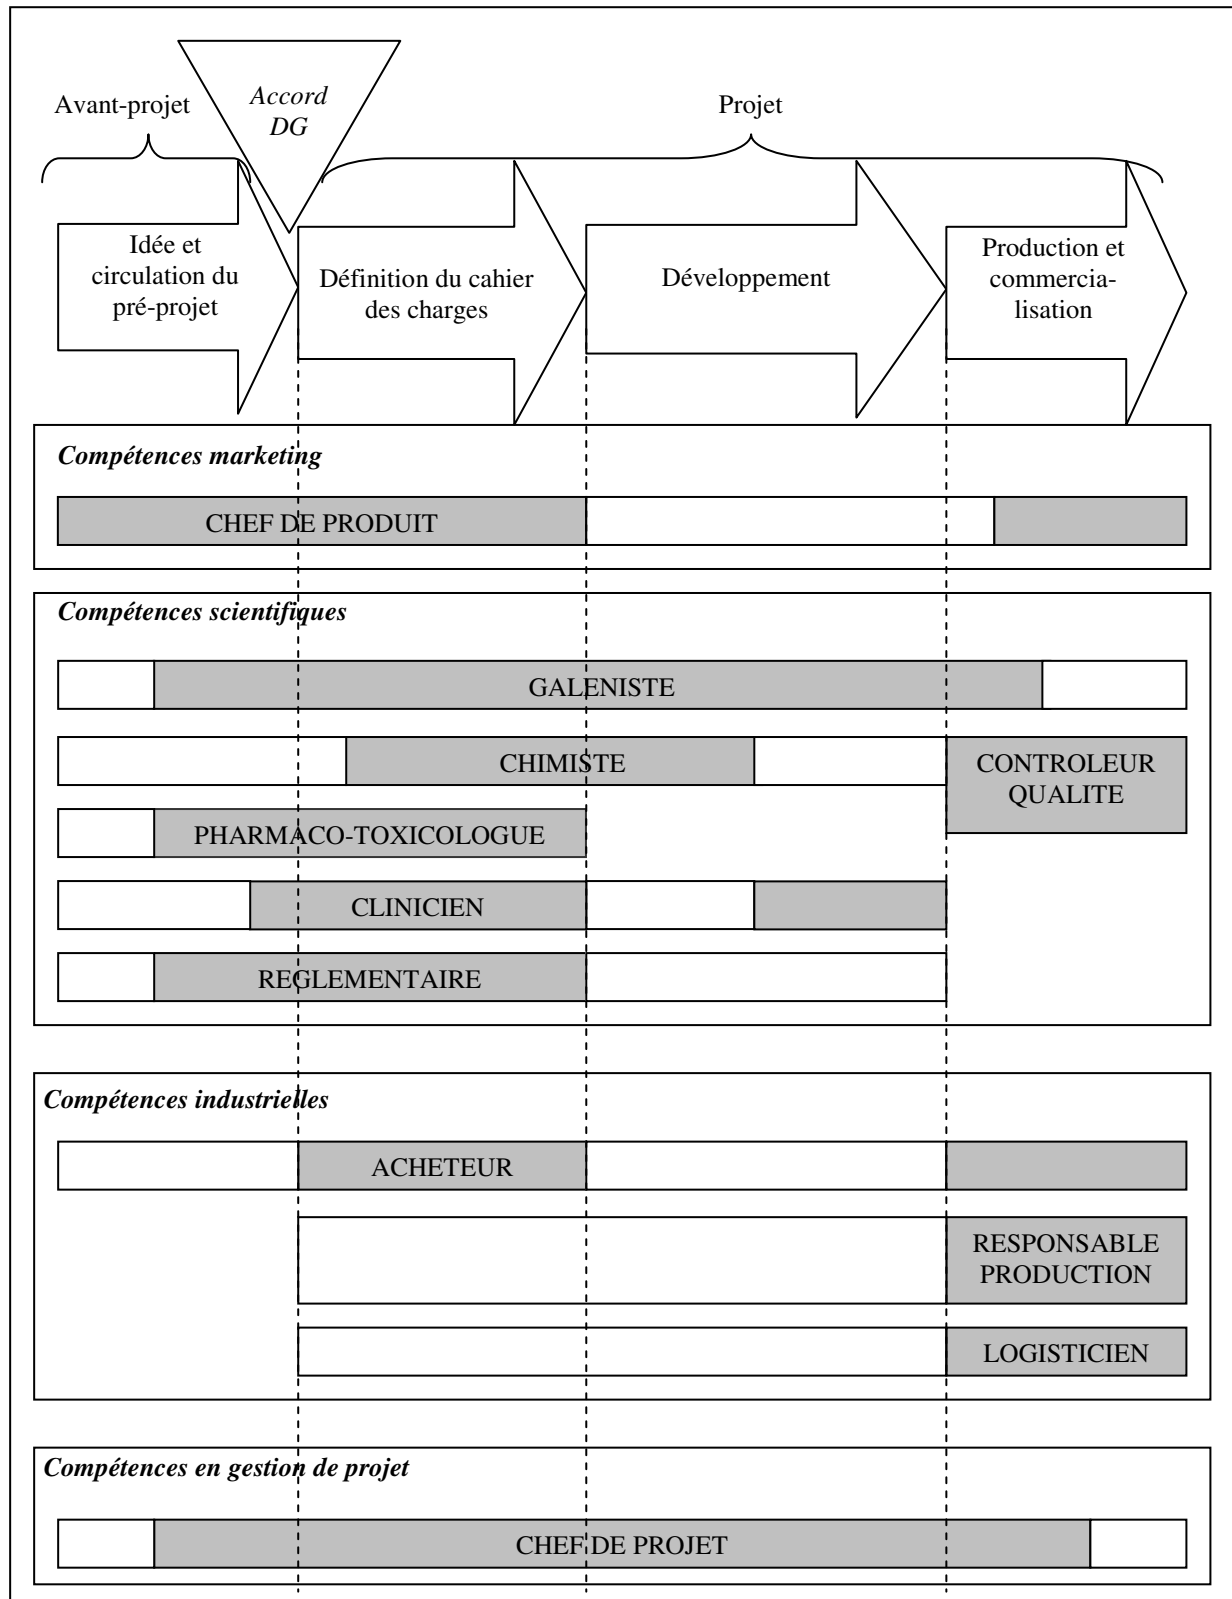 Avant-projet
Accord
DG
Projet
Idée et
circulation du
pré-projet
Définition du cahier
des charges
Développement
Production et
commercia-
lisation
Compétences marketing
CHEF DE PRODUIT
Compétences scientifiques
GALENISTE
CHIMISTE
CONTROLEUR
QUALITE
PHARMACO-TOXICOLOGUE
CLINICIEN
REGLEMENTAIRE
Compétences industrielles
ACHETEUR
RESPONSABLE
PRODUCTION
LOGISTICIEN
Compétences en gestion de projet
CHEF DE PROJET